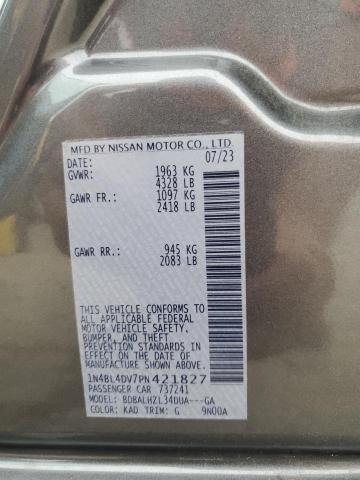 MFD BY NISSAN MOTOR CO., LTD.
DATE: 07/23
GVWR: 1963 KG
4328 LB
GAWR FR.: 1097 KG
2418 LB
GAWR RR.: 945 KG
2083 LB
THIS VEHICLE CONFORMS TO
ALL APPLICABLE FEDERAL
MOTOR VEHICLE SAFETY,
BUMPER, AND THEFT
PREVENTION STANDARDS IN
EFFECT ON THE DATE OF
MANUFACTURE SHOWN ABOVE.
1N4BL4DV7PN421827
PASSENGER CAR 737241
MODEL: BDBALHZL34DUA---GA
COLOR: KAD TRIM: G 9N00A